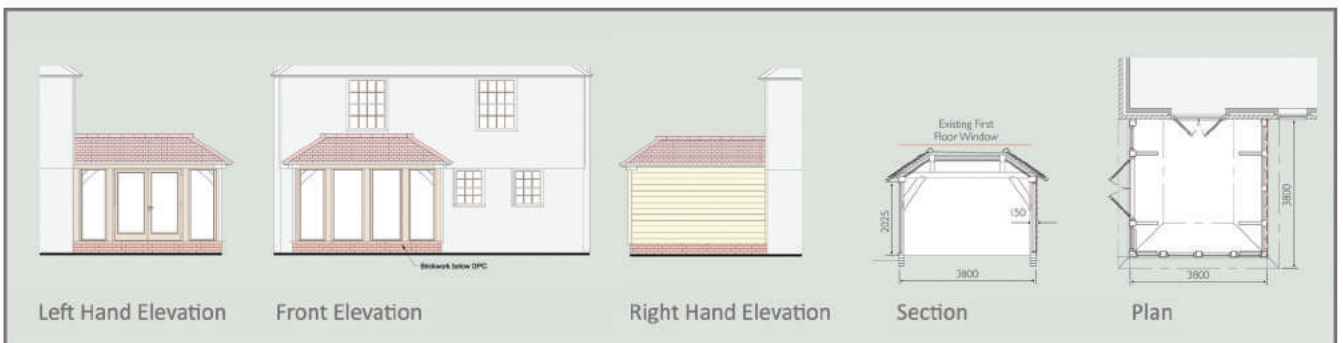 Existing First
Floor Window
2025
150
3800
3800
3800
Brickwork below DPC
Left Hand Elevation
Front Elevation
Right Hand Elevation
Section
Plan